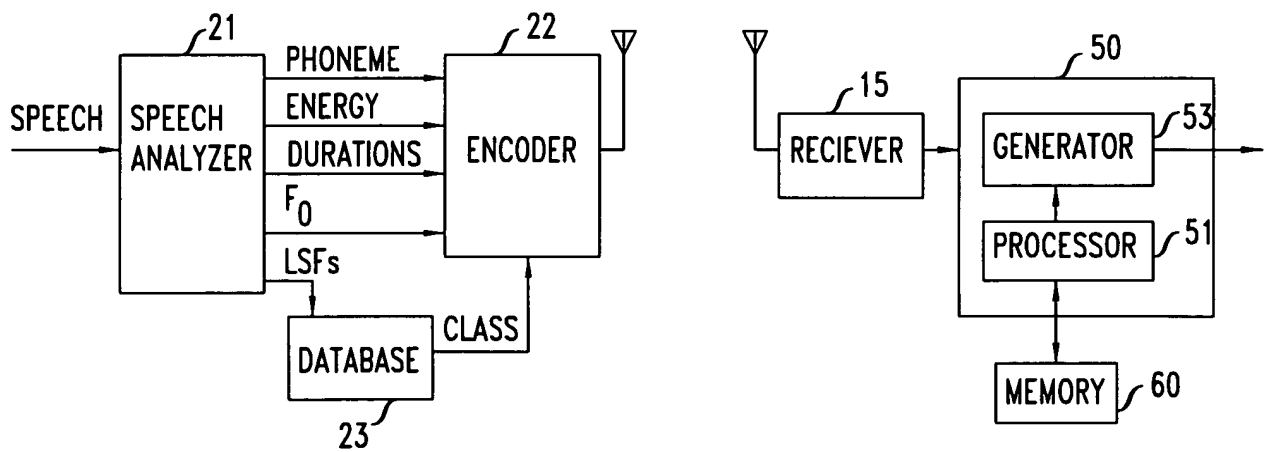 21
22
50
PHONEME
15
SPEECH
SPEECH
ANALYZER
ENERGY
DURATIONS
F0
LSFs
ENCODER
RECIEVER
GENERATOR
53
PROCESSOR
51
DATABASE
CLASS
23
MEMORY
60